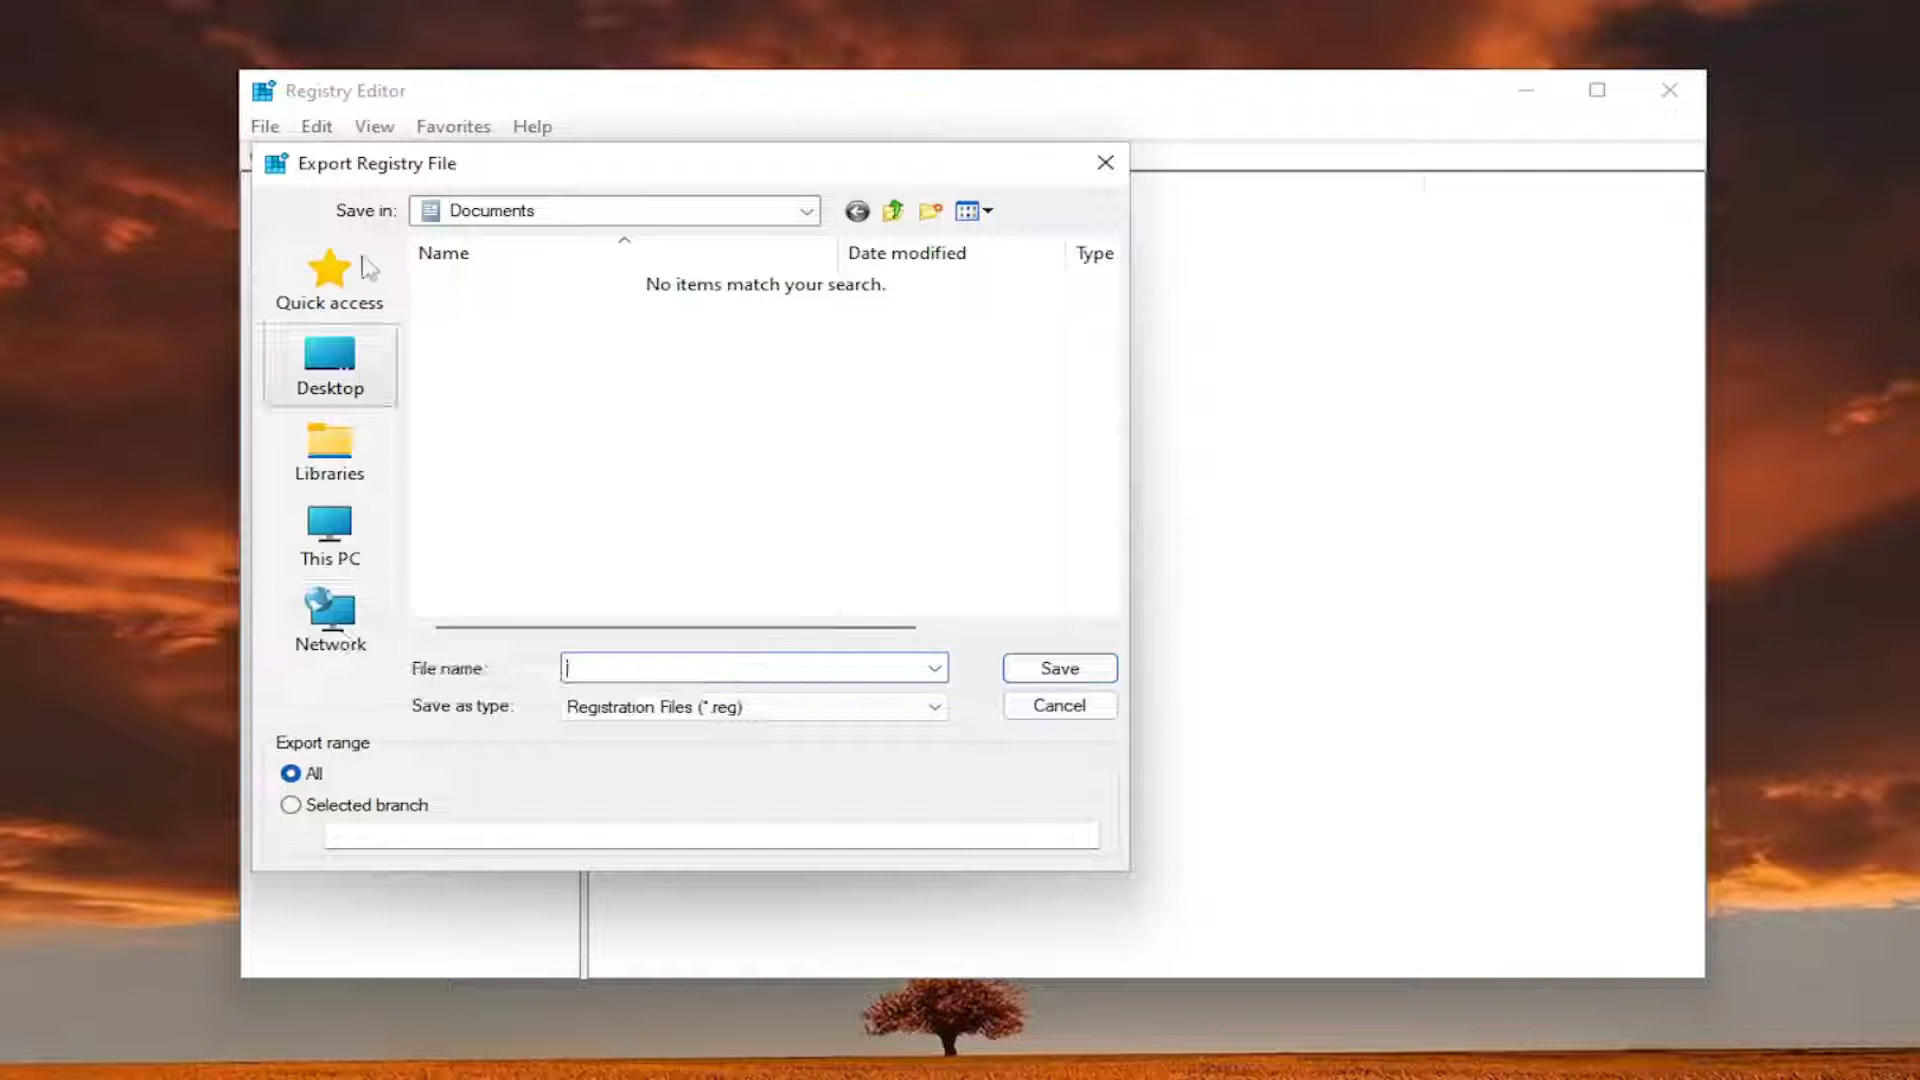 Registry Editor
File Edit View Favorites Help
Export Registry File
Save in: Documents
Name Date modified Type
No items match your search.
Quick access
Desktop
Libraries
This PC
Network
File name: Save
Save as type: Registration Files (*.reg) Cancel
Export range
All
Selected branch